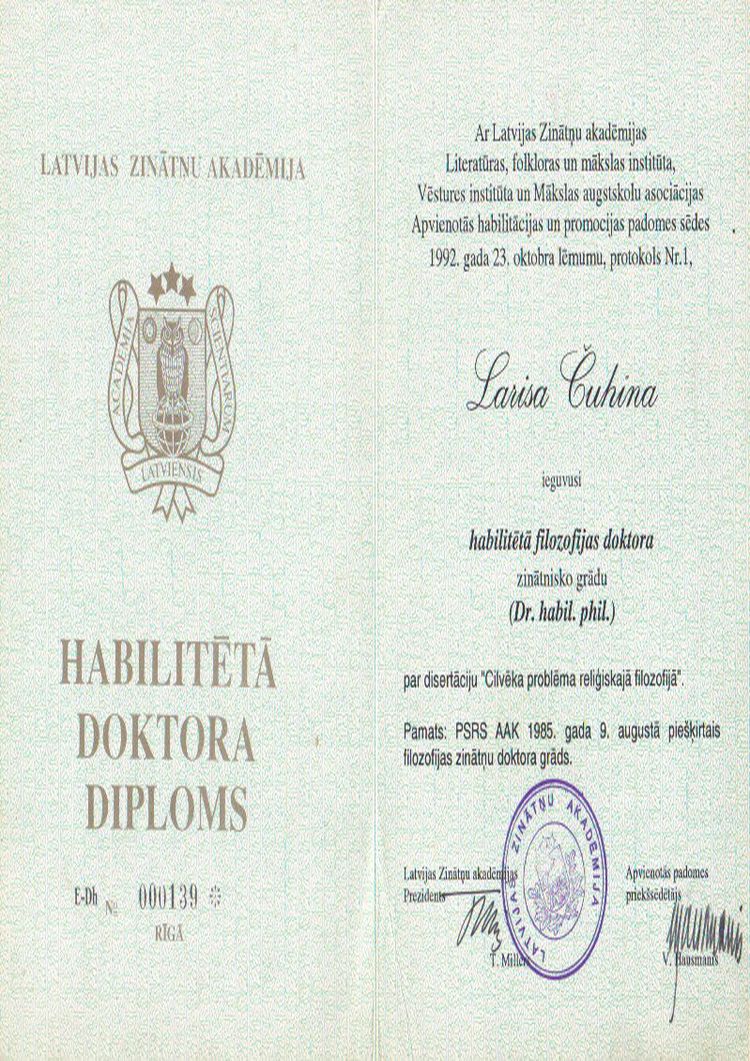 LATVIJAS ZINĀTŅU AKADĒMIJA
ACADEMIA SCIENTIARUM
LATVIENSIS
HABILITĒTĀ
DOKTORA
DIPLOMS
E-Dh № 000139 *
RĪGĀ
Ar Latvijas Zinātņu akadēmijas
Literatūras, folkloras un mākslas institūta,
Vēstures institūta un Mākslas augstskolu asociācijas
Apvienotās habilitācijas un promocijas padomes sēdes
1992. gada 23. oktobra lēmumu, protokols Nr.1,
Larisa Čuhina
ieguvusi
habilitētā filozofijas doktora
zinātnisko grādu
(Dr. habil. phil.)
par disertāciju "Cilvēka problēma reliģiskajā filozofijā".
Pamats: PSRS AAK 1985. gada 9. augustā piešķirtais
filozofijas zinātņu doktora grāds.
Latvijas Zinātņu akadēmijas
Prezidents
T. Millers
LATVIJAS ZINĀTŅU AKADĒMIJA
Apvienotās padomes
priekšsēdētājs
V. Hausmanis